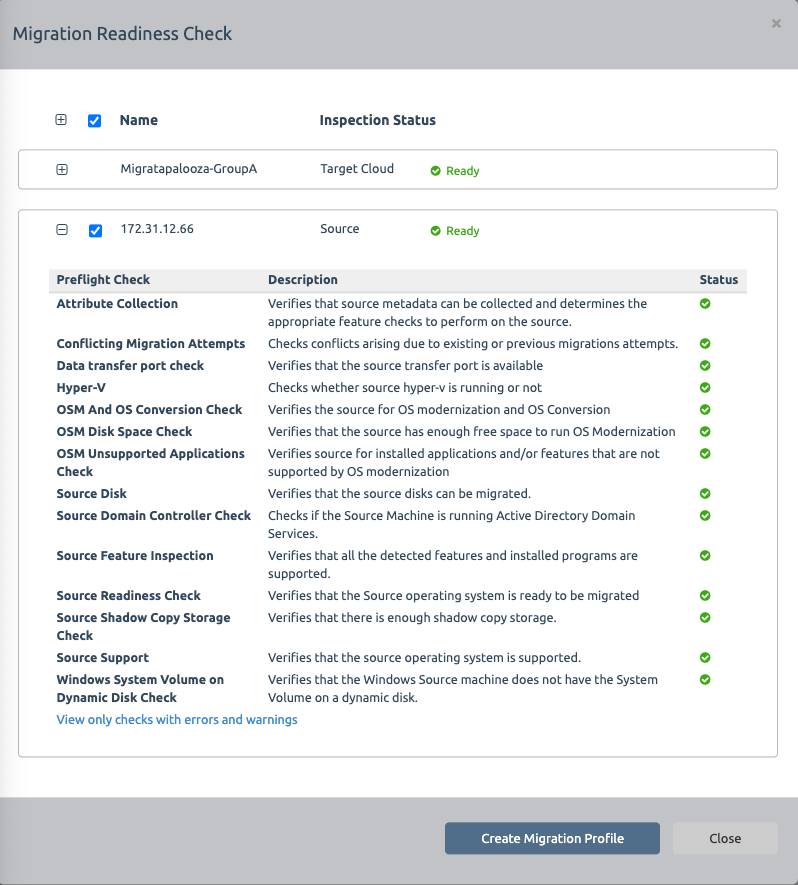 Migration Readiness Check
×
Name Inspection Status
Migratapalooza-GroupA Target Cloud Ready
172.31.12.66 Source Ready
Preflight Check Description Status
Attribute Collection Verifies that source metadata can be collected and determines the
appropriate feature checks to perform on the source.
Conflicting Migration Attempts Checks conflicts arising due to existing or previous migrations attempts.
Data transfer port check Verifies that the source transfer port is available
Hyper-V Checks whether source hyper-v is running or not
OSM And OS Conversion Check Verifies the source for OS modernization and OS Conversion
OSM Disk Space Check Verifies that the source has enough free space to run OS Modernization
OSM Unsupported Applications Verifies source for installed applications and/or features that are not
Check supported by OS modernization
Source Disk Verifies that the source disks can be migrated.
Source Domain Controller Check Checks if the Source Machine is running Active Directory Domain
Services.
Source Feature Inspection Verifies that all the detected features and installed programs are
supported.
Source Readiness Check Verifies that the Source operating system is ready to be migrated
Source Shadow Copy Storage Verifies that there is enough shadow copy storage.
Check
Source Support Verifies that the source operating system is supported.
Windows System Volume on Verifies that the Windows Source machine does not have the System
Dynamic Disk Check Volume on a dynamic disk.
View only checks with errors and warnings
Create Migration Profile Close